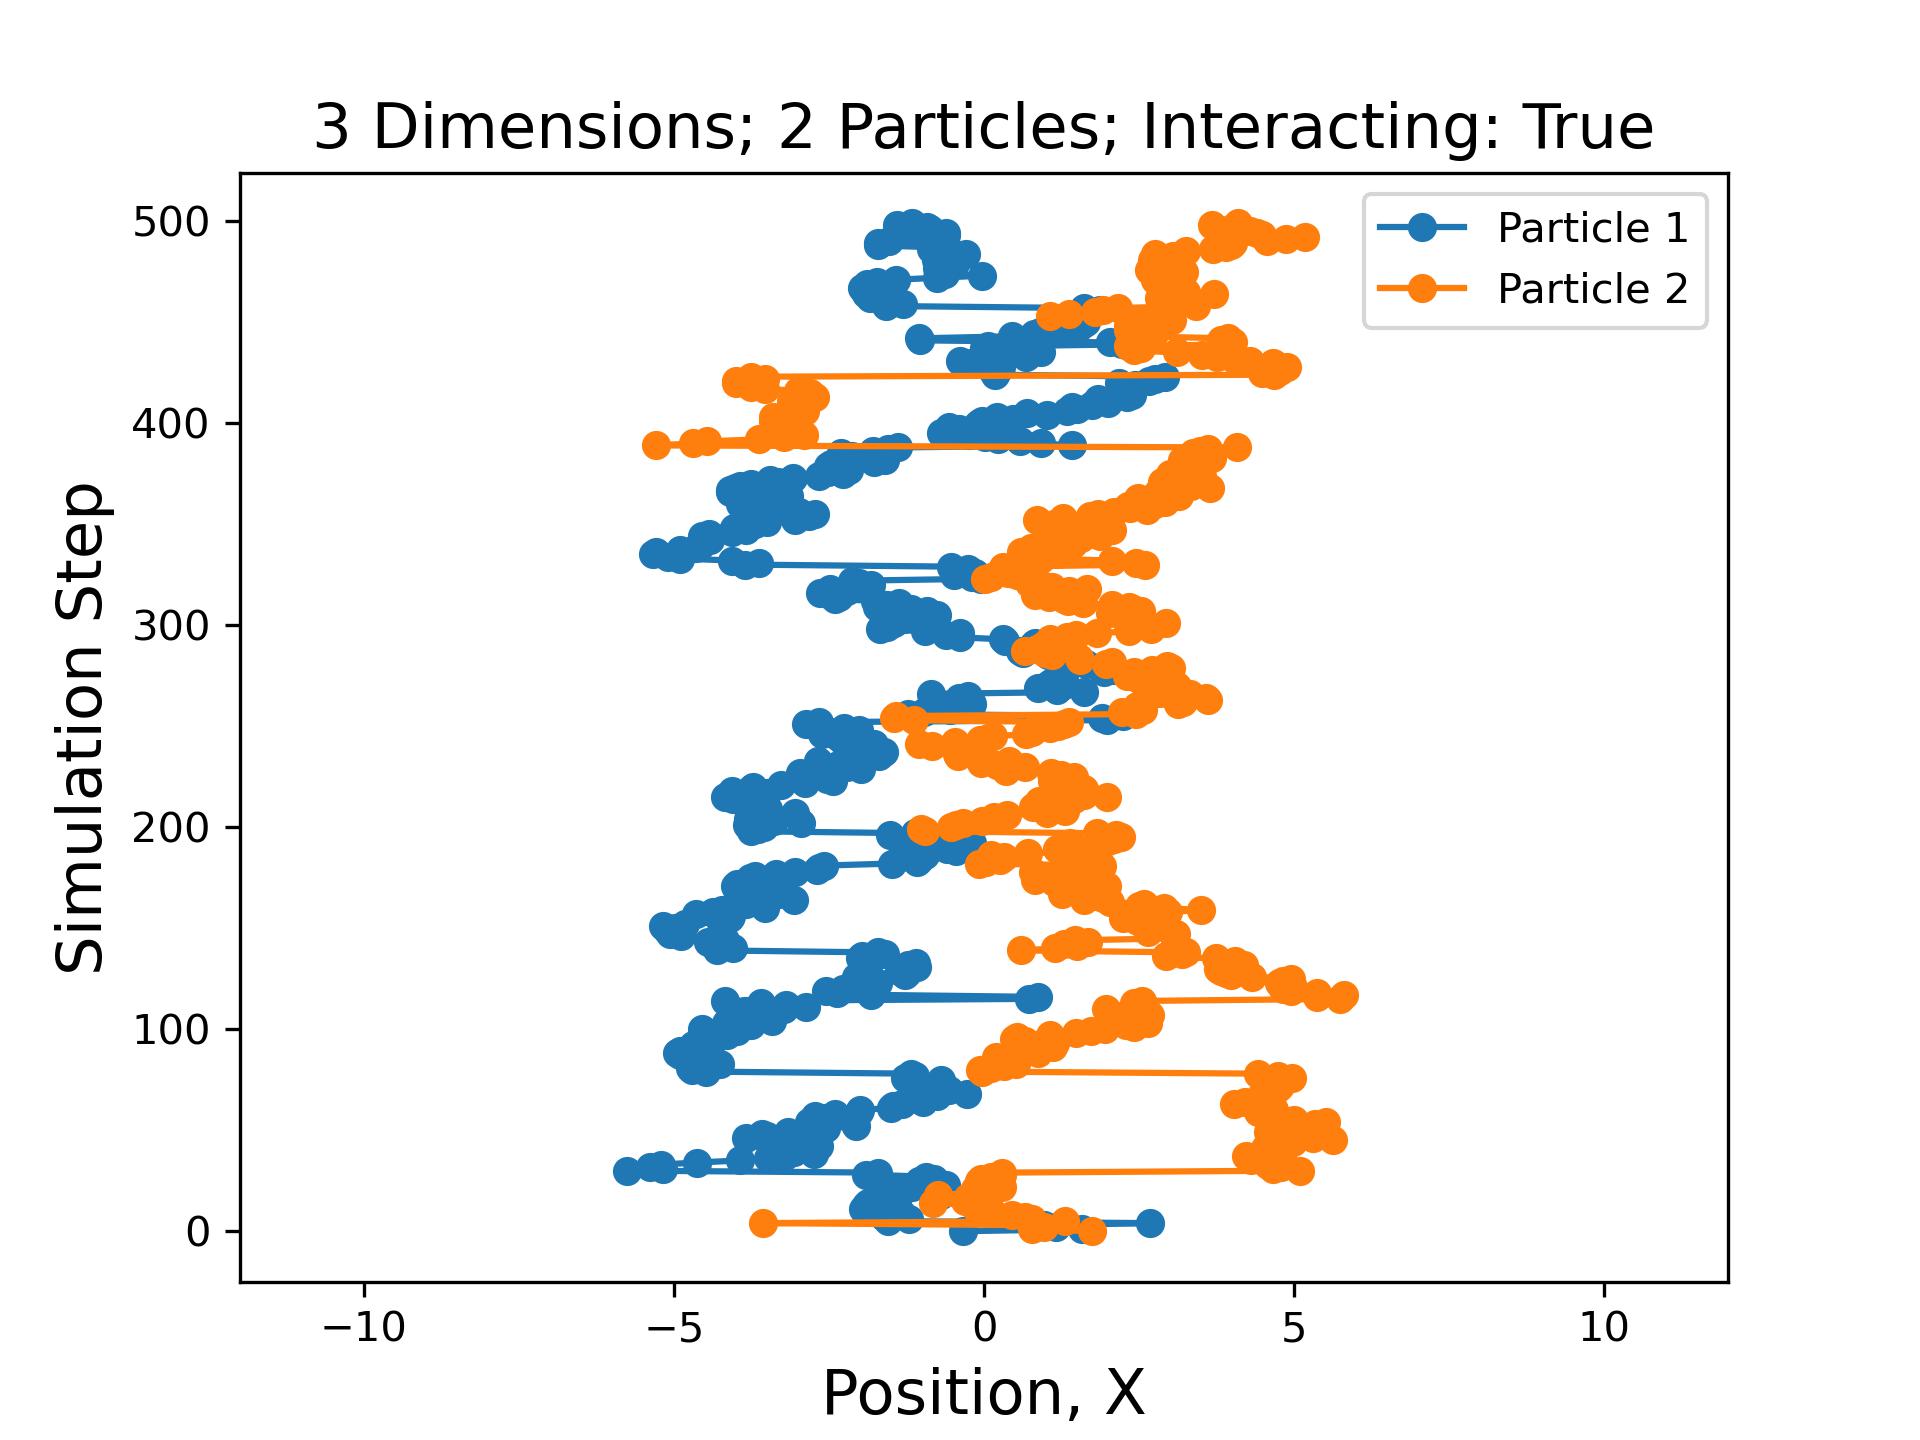 3 Dimensions; 2 Particles; Interacting: True
Particle 1
Particle 2
Simulation Step
500
400
300
200
100
0
−10
−5
0
5
10
Position, X